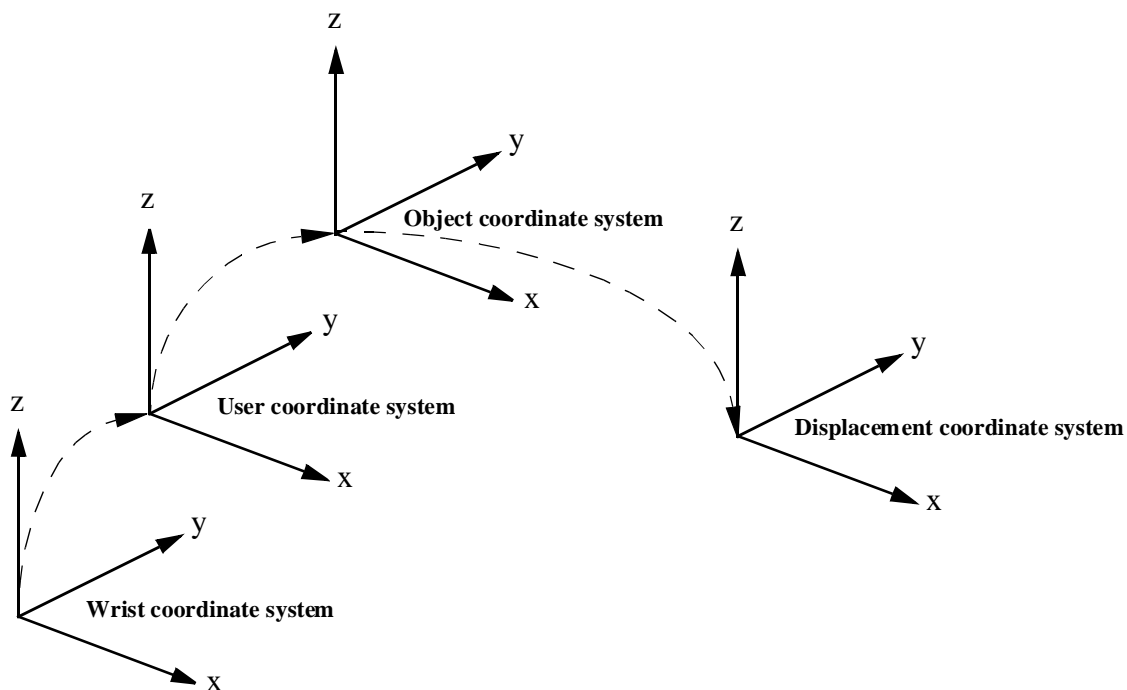 z
y
Object coordinate system
x
z
y
User coordinate system
x
z
y
Displacement coordinate system
x
z
y
Wrist coordinate system
x